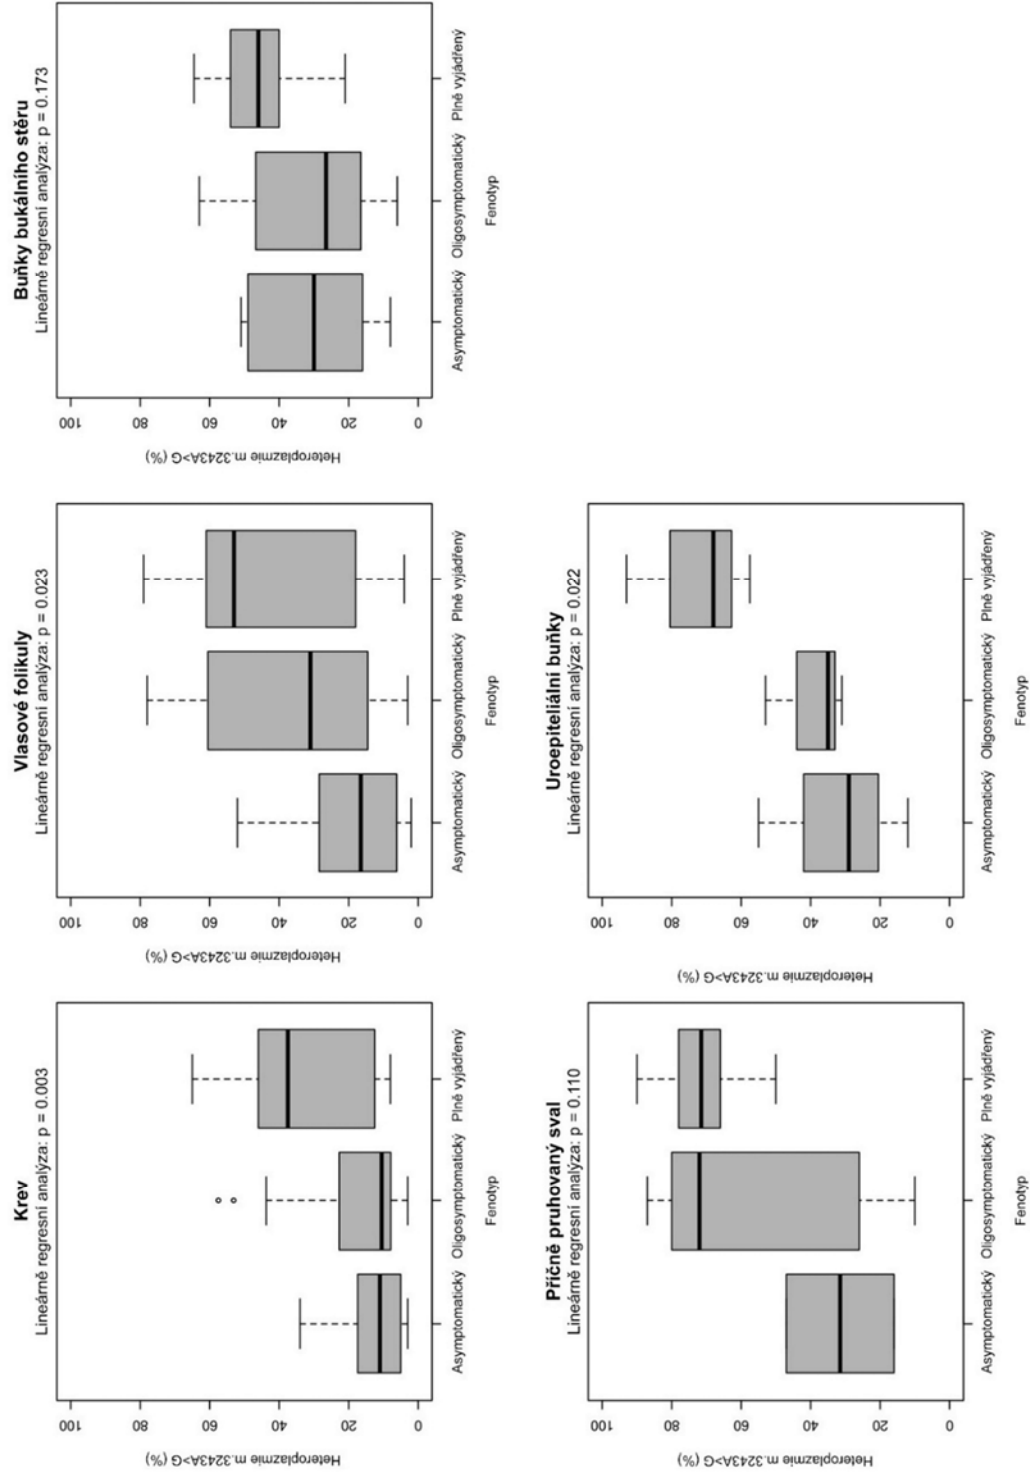 Krev
Lineárně regresní analýza: p = 0.003
Heteroplazmie m.3243A>G (%)
100
80
60
40
20
0
Asymptomatický Oligosymptomatický Plně vyjádřený
Fenotyp
Vlasové folikuly
Lineárně regresní analýza: p = 0.023
Heteroplazmie m.3243A>G (%)
100
80
60
40
20
0
Asymptomatický Oligosymptomatický Plně vyjádřený
Fenotyp
Buňky bukálního stěru
Lineárně regresní analýza: p = 0.173
Heteroplazmie m.3243A>G (%)
100
80
60
40
20
0
Asymptomatický Oligosymptomatický Plně vyjádřený
Fenotyp
Příčně pruhovaný sval
Lineárně regresní analýza: p = 0.110
Heteroplazmie m.3243A>G (%)
100
80
60
40
20
0
Asymptomatický Oligosymptomatický Plně vyjádřený
Fenotyp
Uroepiteliální buňky
Lineárně regresní analýza: p = 0.022
Heteroplazmie m.3243A>G (%)
100
80
60
40
20
0
Asymptomatický Oligosymptomatický Plně vyjádřený
Fenotyp